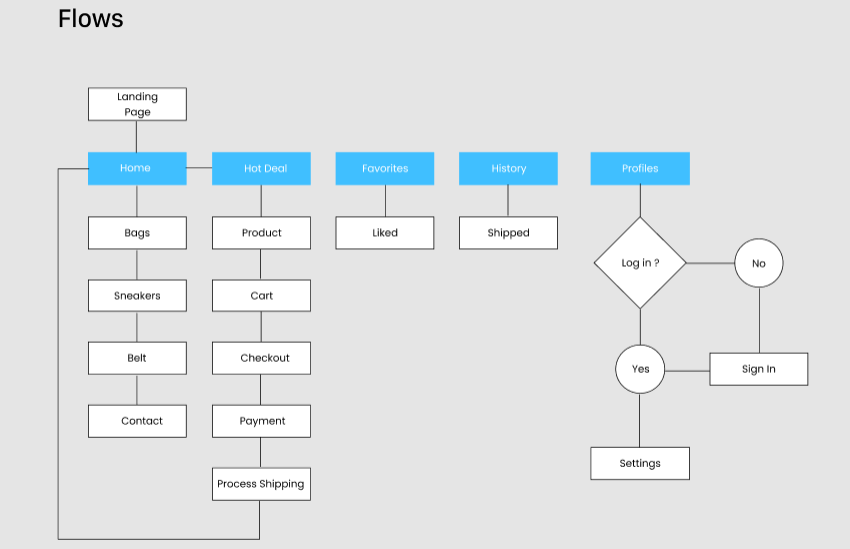 Flows
Landing
Page
Home
Hot Deal
Favorites
History
Profiles
Bags
Product
Liked
Shipped
Log in ?
No
Sneakers
Cart
Belt
Checkout
Yes
Sign In
Contact
Payment
Settings
Process Shipping